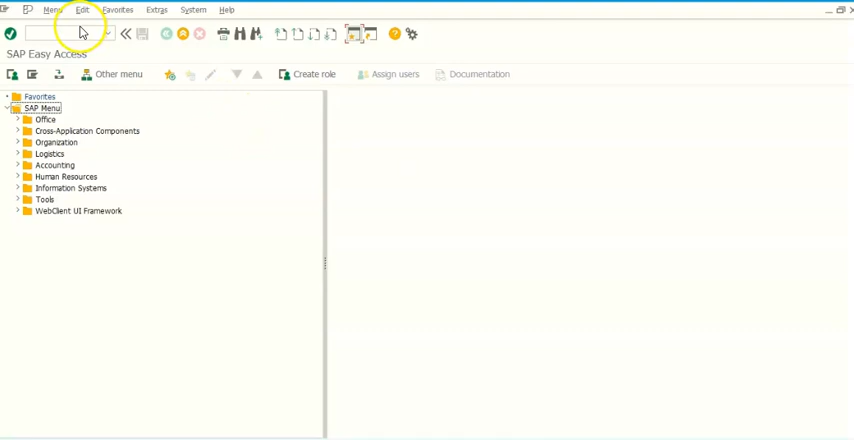 Menu Edit Favorites Extras System Help
SAP Easy Access
Other menu Create role Assign users Documentation
Favorites
SAP Menu
Office
Cross-Application Components
Organization
Logistics
Accounting
Human Resources
Information Systems
Tools
WebClient UI Framework